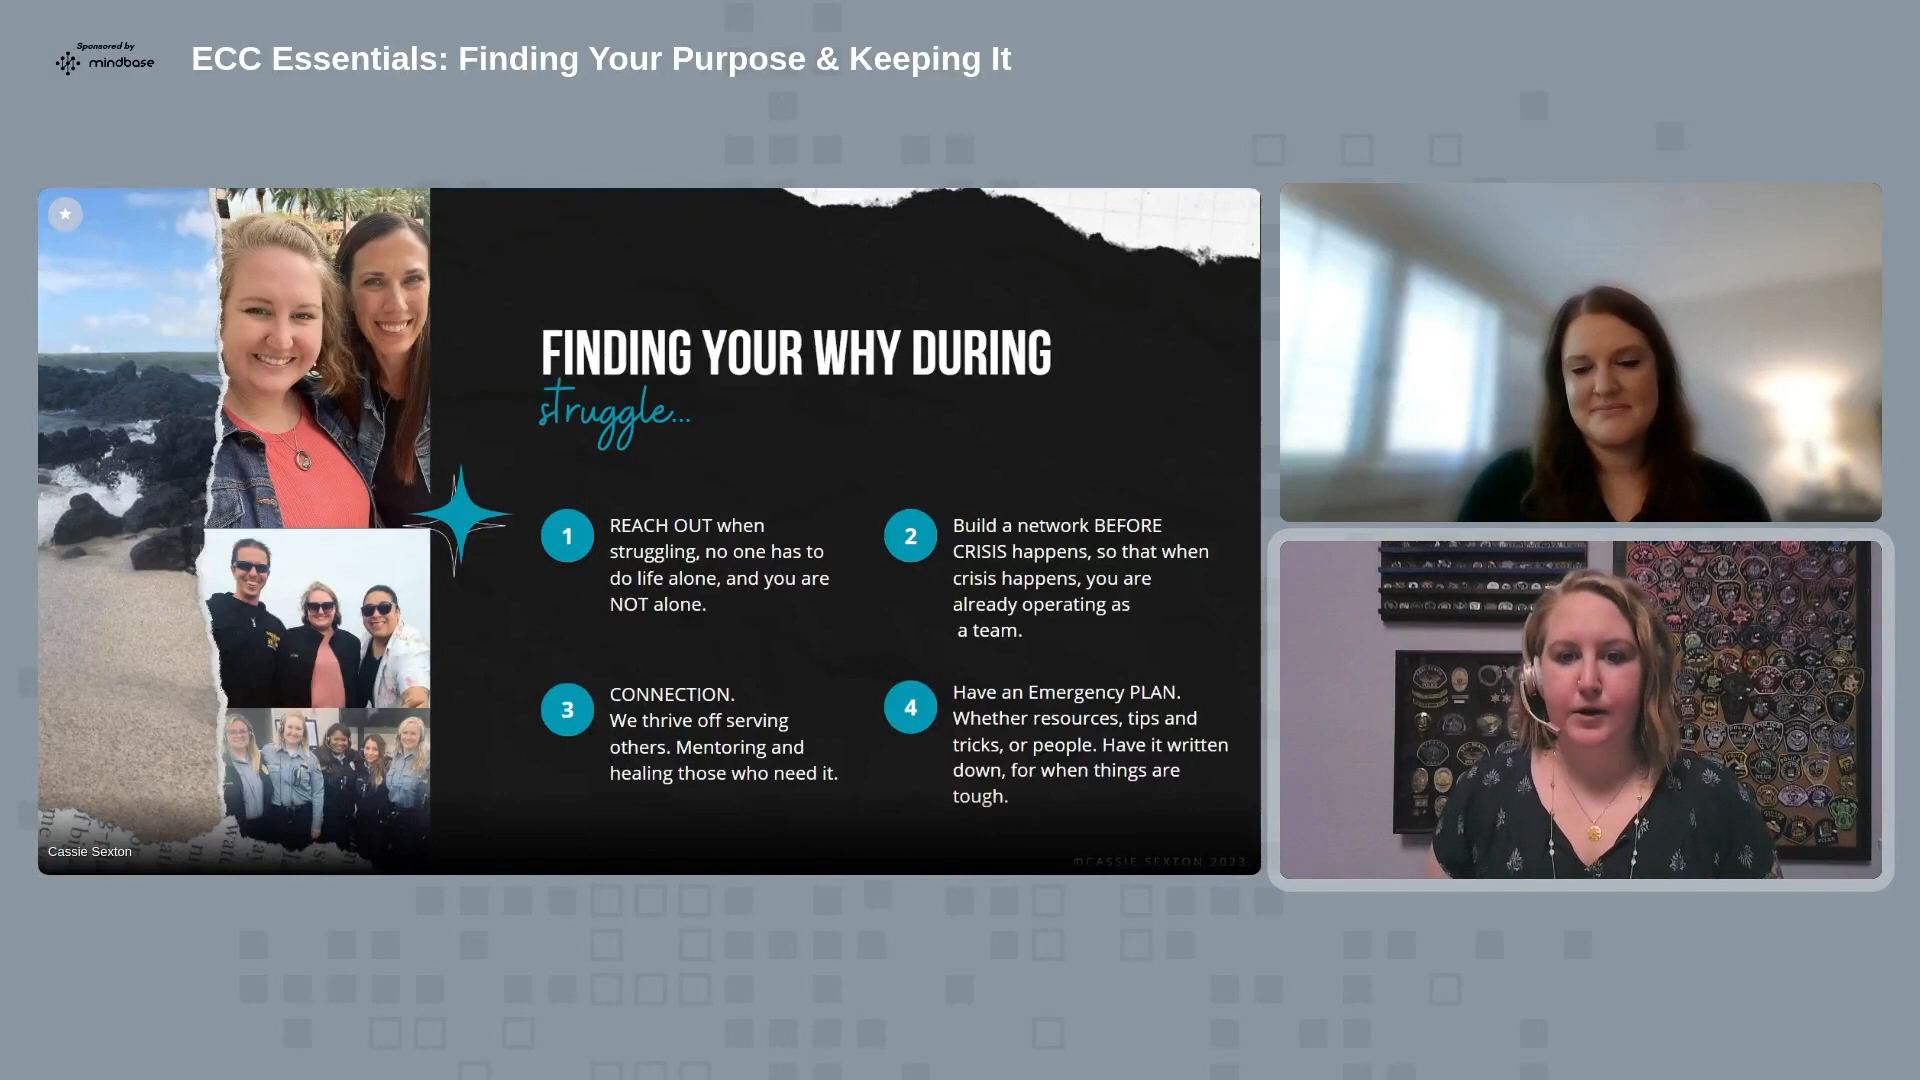 Sponsored by
mindbase
ECC Essentials: Finding Your Purpose & Keeping It
FINDING YOUR WHY DURING
struggle...
1
REACH OUT when
struggling, no one has to
do life alone, and you are
NOT alone.
2
Build a network BEFORE
CRISIS happens, so that when
crisis happens, you are
already operating as
a team.
3
CONNECTION.
We thrive off serving
others. Mentoring and
healing those who need it.
4
Have an Emergency PLAN.
Whether resources, tips and
tricks, or people. Have it written
down, for when things are
tough.
Cassie Sexton
©CASSIE SEXTON 2023